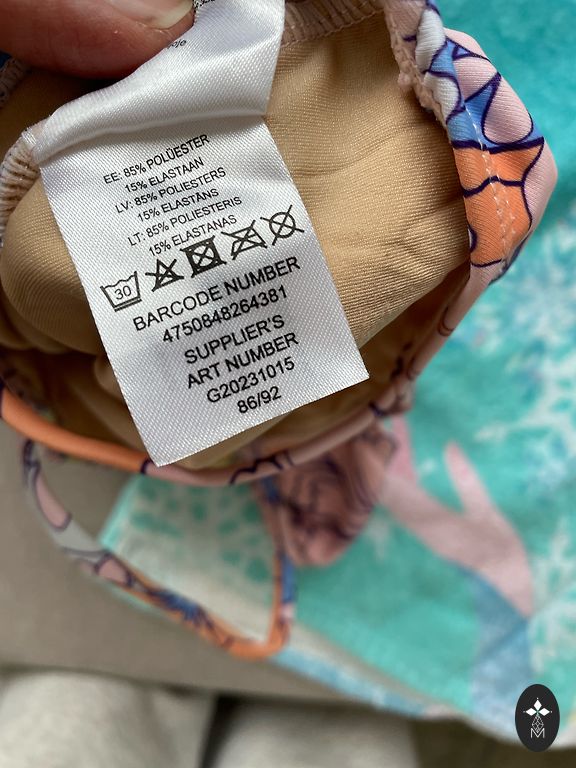 EE: 85% POLÜESTER
15% ELASTAAN
LV: 85% POLIESTERS
15% ELASTĀNS
LT: 85% POLIESTERIS
15% ELASTANAS
30
BARCODE NUMBER
4750848264381
SUPPLIER'S
ART NUMBER
G20231015
86/92
M